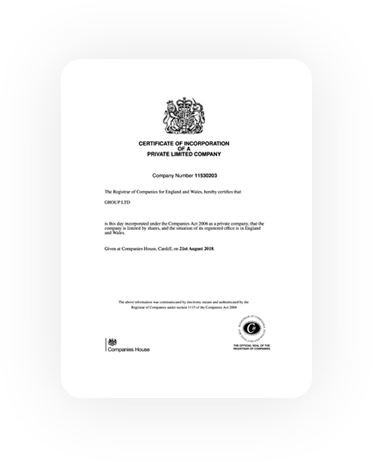 CERTIFICATE OF INCORPORATION
OF A
PRIVATE LIMITED COMPANY
Company Number 11530203
The Registrar of Companies for England and Wales, hereby certifies that
GROUP LTD
is this day incorporated under the Companies Act 2006 as a private company, that the
company is limited by shares, and the situation of its registered office is in England
and Wales.
Given at Companies House, Cardiff, on 21st August 2018.
The above information was communicated by electronic means and authenticated by the
Registrar of Companies under section 1115 of the Companies Act 2006
Companies House
THE OFFICIAL SEAL OF THE
REGISTRAR OF COMPANIES